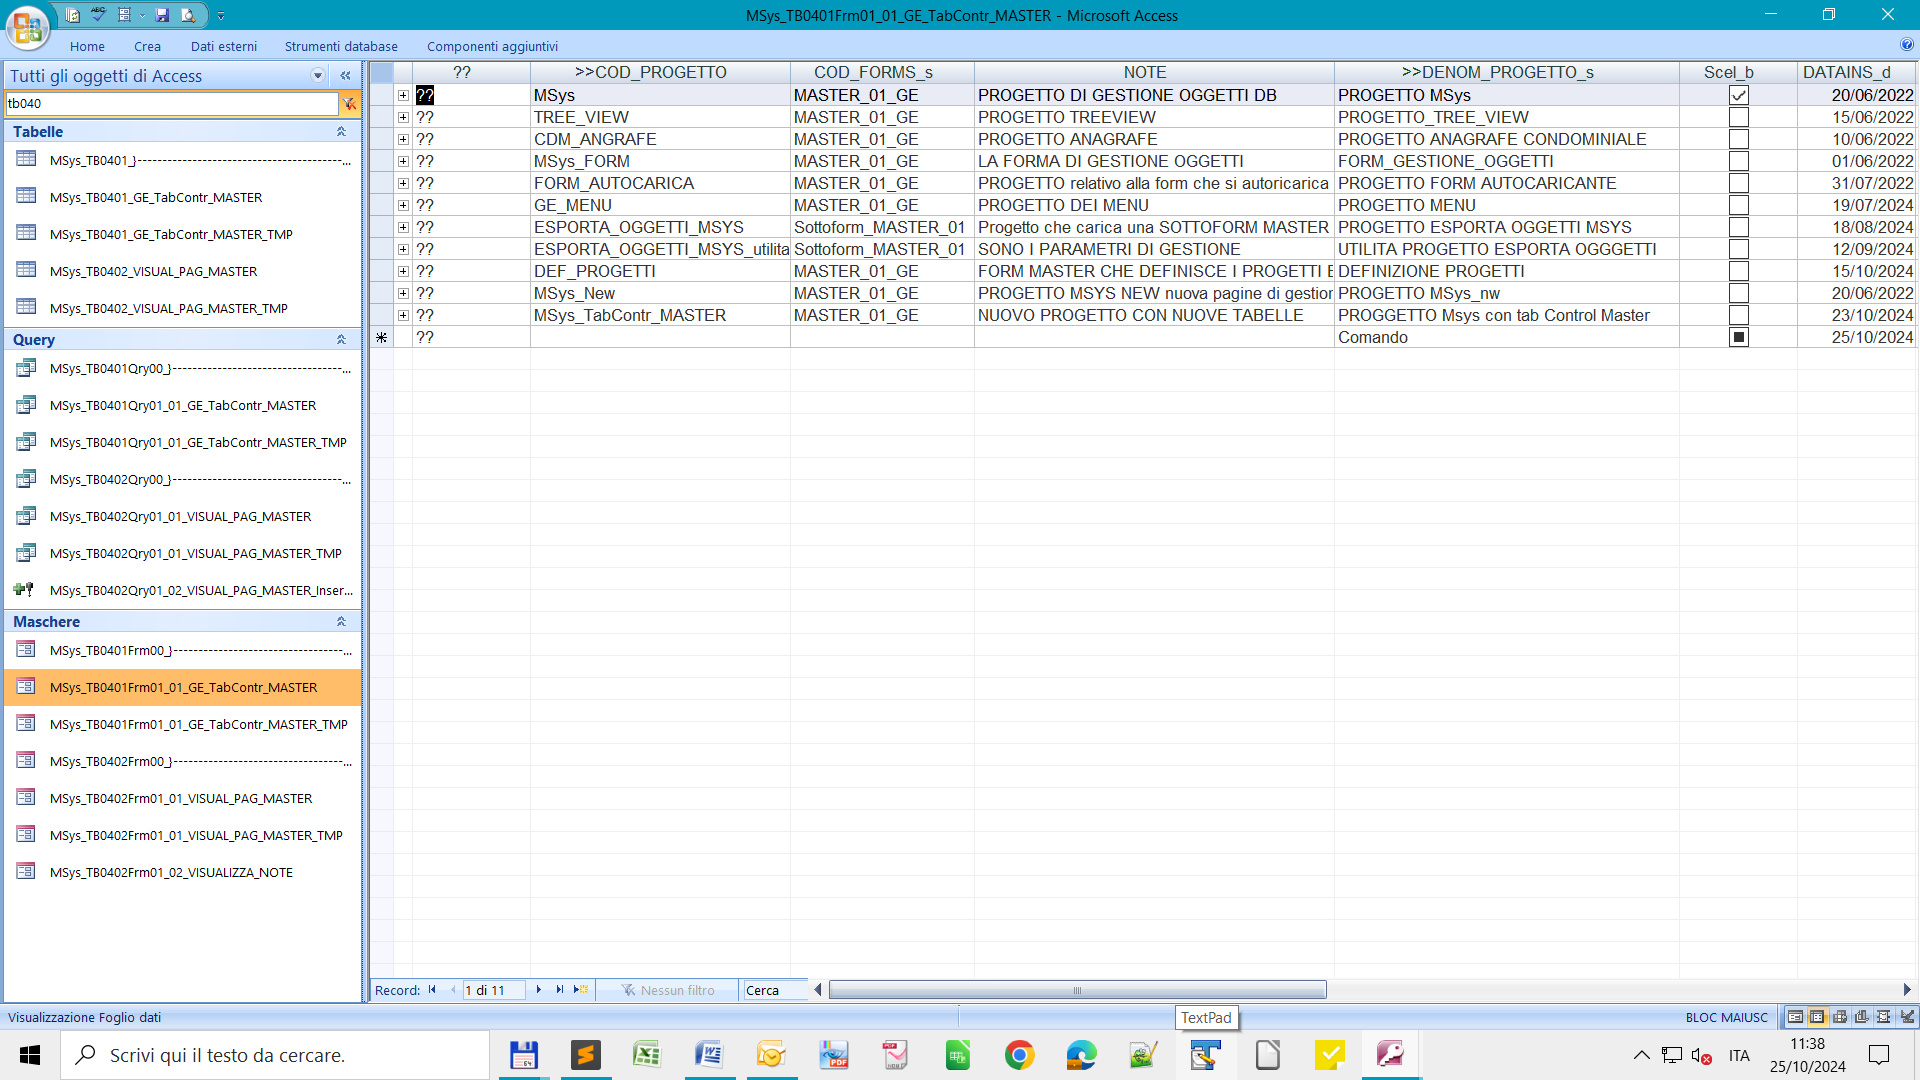 MSys_TB0401Frm01_01_GE_TabContr_MASTER - Microsoft Access
Home Crea Dati esterni Strumenti database Componenti aggiuntivi
Tutti gli oggetti di Access
tb040
Tabelle
MSys_TB0401_}-----------------------------------------...
MSys_TB0401_GE_TabContr_MASTER
MSys_TB0401_GE_TabContr_MASTER_TMP
MSys_TB0402_VISUAL_PAG_MASTER
MSys_TB0402_VISUAL_PAG_MASTER_TMP
Query
MSys_TB0401Qry00_}----------------------------------...
MSys_TB0401Qry01_01_GE_TabContr_MASTER
MSys_TB0401Qry01_01_GE_TabContr_MASTER_TMP
MSys_TB0402Qry00_}----------------------------------...
MSys_TB0402Qry01_01_VISUAL_PAG_MASTER
MSys_TB0402Qry01_01_VISUAL_PAG_MASTER_TMP
MSys_TB0402Qry01_02_VISUAL_PAG_MASTER_Inser...
Maschere
MSys_TB0401Frm00_}----------------------------------...
MSys_TB0401Frm01_01_GE_TabContr_MASTER
MSys_TB0401Frm01_01_GE_TabContr_MASTER_TMP
MSys_TB0402Frm00_}----------------------------------...
MSys_TB0402Frm01_01_VISUAL_PAG_MASTER
MSys_TB0402Frm01_01_VISUAL_PAG_MASTER_TMP
MSys_TB0402Frm01_02_VISUALIZZA_NOTE
?? >>COD_PROGETTO COD_FORMS_s NOTE >>DENOM_PROGETTO_s Scel_b DATAINS_d
?? MSys MASTER_01_GE PROGETTO DI GESTIONE OGGETTI DB PROGETTO MSys 20/06/2022
?? TREE_VIEW MASTER_01_GE PROGETTO TREEVIEW PROGETTO_TREE_VIEW 15/06/2022
?? CDM_ANGRAFE MASTER_01_GE PROGETTO ANAGRAFE PROGETTO ANAGRAFE CONDOMINIALE 10/06/2022
?? MSys_FORM MASTER_01_GE LA FORMA DI GESTIONE OGGETTI FORM_GESTIONE_OGGETTI 01/06/2022
?? FORM_AUTOCARICA MASTER_01_GE PROGETTO relativo alla form che si autoricarica PROGETTO FORM AUTOCARICANTE 31/07/2022
?? GE_MENU MASTER_01_GE PROGETTO DEI MENU PROGETTO MENU 19/07/2024
?? ESPORTA_OGGETTI_MSYS Sottoform_MASTER_01 Progetto che carica una SOTTOFORM MASTER PROGETTO ESPORTA OGGETTI MSYS 18/08/2024
?? ESPORTA_OGGETTI_MSYS_utilita Sottoform_MASTER_01 SONO I PARAMETRI DI GESTIONE UTILITA PROGETTO ESPORTA OGGGETTI 12/09/2024
?? DEF_PROGETTI MASTER_01_GE FORM MASTER CHE DEFINISCE I PROGETTI E DEFINIZIONE PROGETTI 15/10/2024
?? MSys_New MASTER_01_GE PROGETTO MSYS NEW nuova pagine di gestion PROGETTO MSys_nw 20/06/2022
?? MSys_TabContr_MASTER MASTER_01_GE NUOVO PROGETTO CON NUOVE TABELLE PROGGETTO Msys con tab Control Master 23/10/2024
?? Comando 25/10/2024
Record: 1 di 11 Nessun filtro Cerca
TextPad
Visualizzazione Foglio dati BLOC MAIUSC
Scrivi qui il testo da cercare.
ITA
11:38
25/10/2024